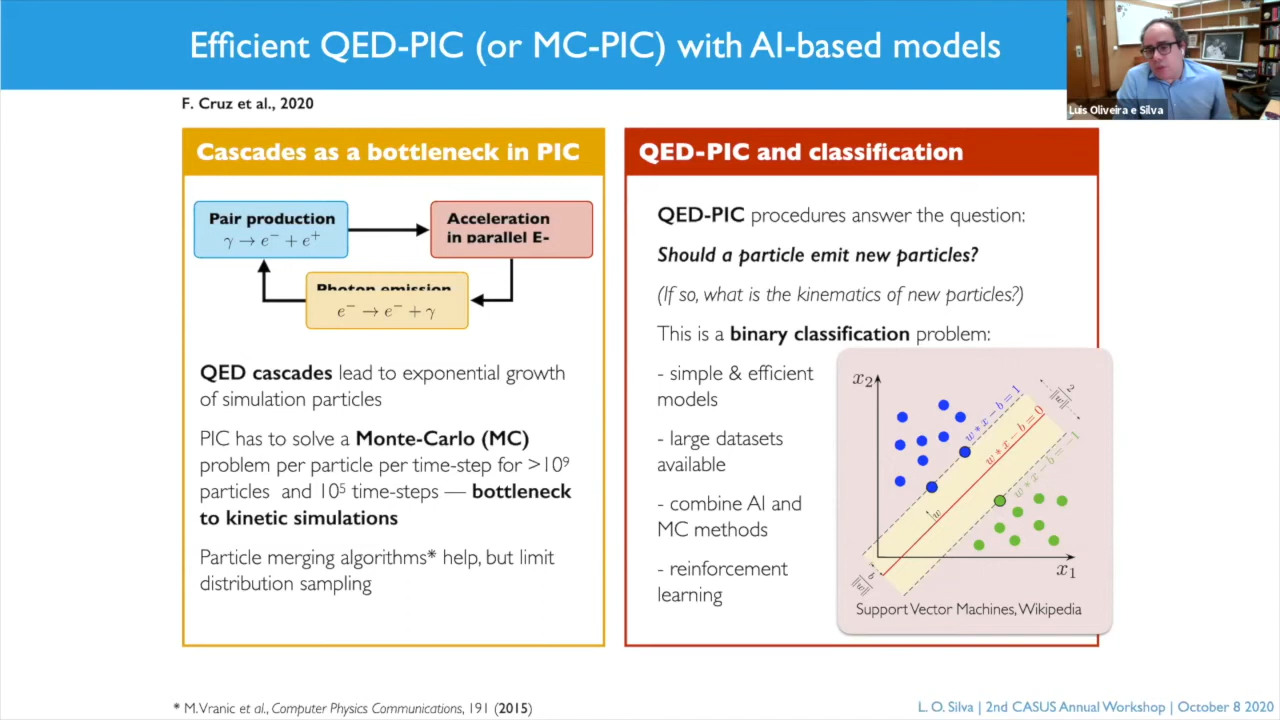 Efficient QED-PIC (or MC-PIC) with AI-based models
Luís Oliveira e Silva
F. Cruz et al., 2020
Cascades as a bottleneck in PIC
Pair production
γ → e⁻ + e⁺
Acceleration
in parallel E-
Photon emission
e⁻ → e⁻ + γ
QED cascades lead to exponential growth
of simulation particles
PIC has to solve a Monte-Carlo (MC)
problem per particle per time-step for >10⁹
particles and 10⁵ time-steps — bottleneck
to kinetic simulations
Particle merging algorithms* help, but limit
distribution sampling
QED-PIC and classification
QED-PIC procedures answer the question:
Should a particle emit new particles?
(If so, what is the kinematics of new particles?)
This is a binary classification problem:
- simple & efficient
models
- large datasets
available
- combine AI and
MC methods
- reinforcement
learning
x₂
w * x − b = 1
w * x − b = 0
w * x − b = −1
2/‖w‖
w
b/‖w‖
x₁
Support Vector Machines, Wikipedia
* M. Vranic et al., Computer Physics Communications, 191 (2015)
L. O. Silva | 2nd CASUS Annual Workshop | October 8 2020